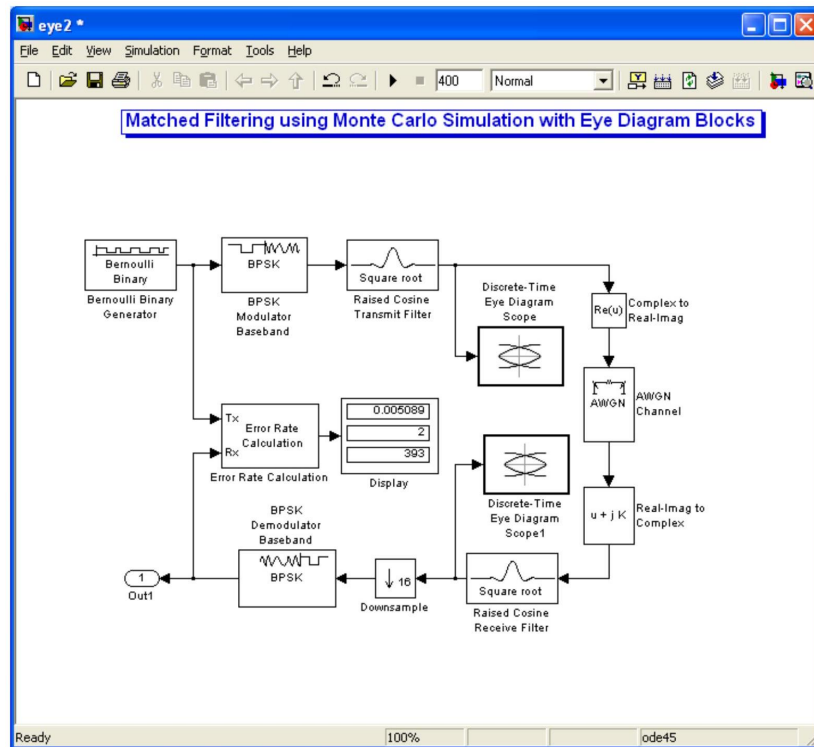 eye2 *
File Edit View Simulation Format Tools Help
400 Normal
Matched Filtering using Monte Carlo Simulation with Eye Diagram Blocks
Bernoulli
Binary
Bernoulli Binary
Generator
BPSK
BPSK
Modulator
Baseband
Square root
Raised Cosine
Transmit Filter
Discrete-Time
Eye Diagram
Scope
Re(u)
Complex to
Real-Imag
AWGN
AWGN
Channel
Tx
Rx
Error Rate
Calculation
Error Rate Calculation
0.005089
2
393
Display
Discrete-Time
Eye Diagram
Scope1
u + j K
Real-Imag to
Complex
BPSK
Demodulator
Baseband
BPSK
1
Out1
16
Downsample
Square root
Raised Cosine
Receive Filter
Ready 100% ode45